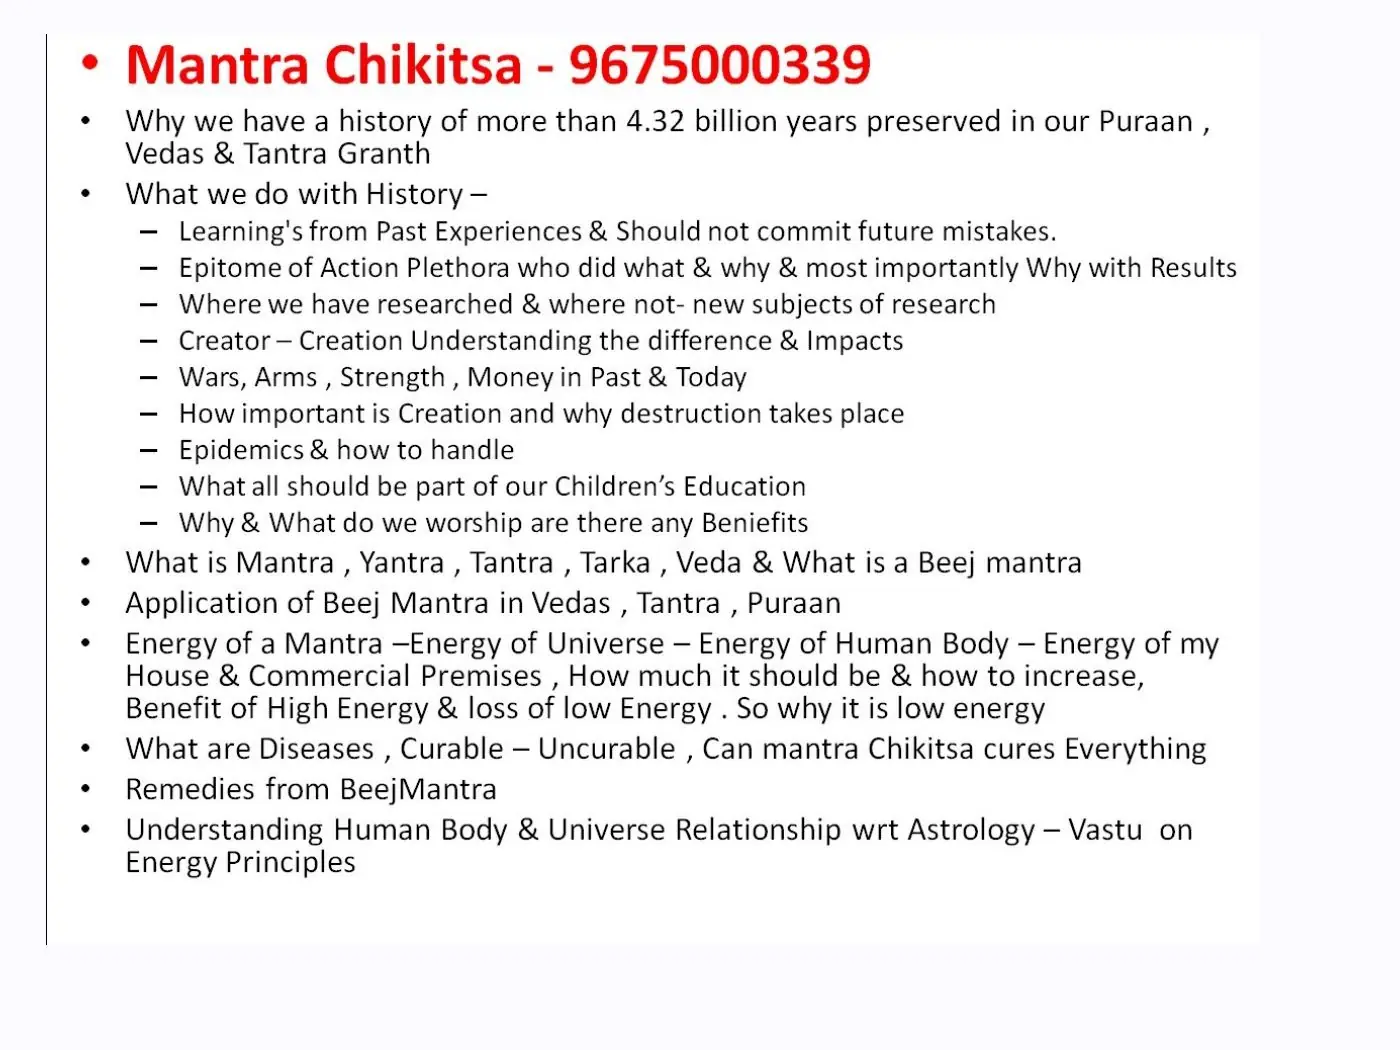 • Mantra Chikitsa - 9675000339
• Why we have a history of more than 4.32 billion years preserved in our Puraan ,
Vedas & Tantra Granth
• What we do with History –
– Learning's from Past Experiences & Should not commit future mistakes.
– Epitome of Action Plethora who did what & why & most importantly Why with Results
– Where we have researched & where not- new subjects of research
– Creator – Creation Understanding the difference & Impacts
– Wars, Arms , Strength , Money in Past & Today
– How important is Creation and why destruction takes place
– Epidemics & how to handle
– What all should be part of our Children’s Education
– Why & What do we worship are there any Beniefits
• What is Mantra , Yantra , Tantra , Tarka , Veda & What is a Beej mantra
• Application of Beej Mantra in Vedas , Tantra , Puraan
• Energy of a Mantra –Energy of Universe – Energy of Human Body – Energy of my
House & Commercial Premises , How much it should be & how to increase,
Benefit of High Energy & loss of low Energy . So why it is low energy
• What are Diseases , Curable – Uncurable , Can mantra Chikitsa cures Everything
• Remedies from BeejMantra
• Understanding Human Body & Universe Relationship wrt Astrology – Vastu on
Energy Principles